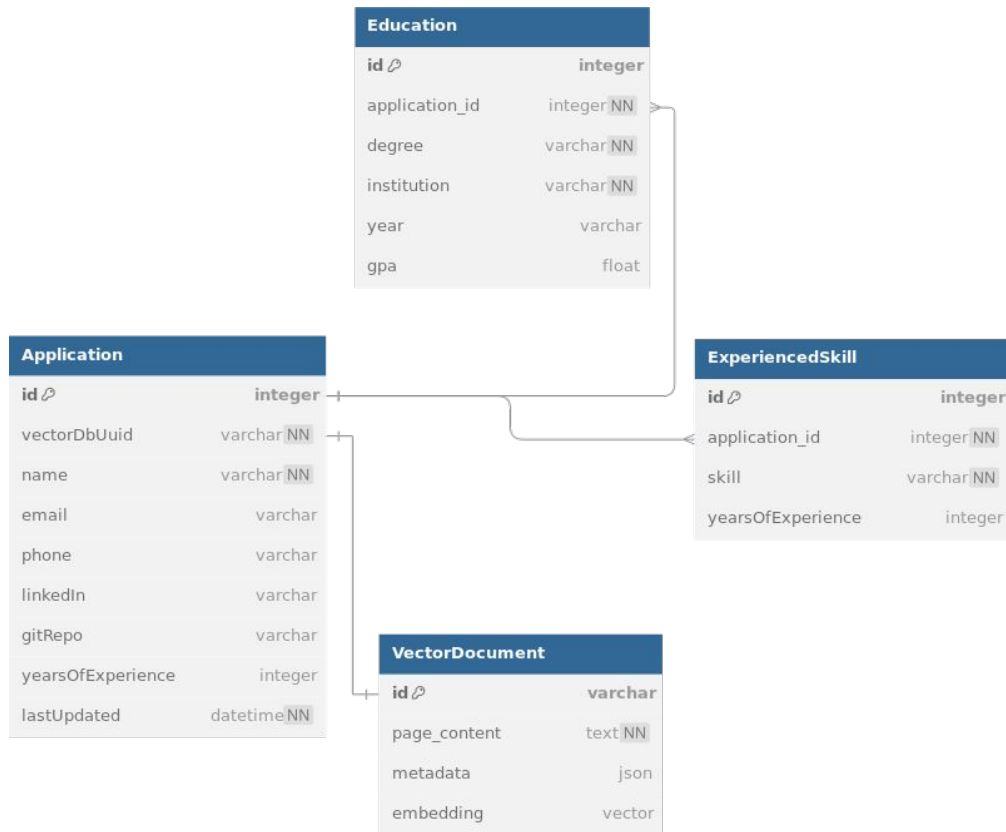 Education
id integer
application_id integer NN
degree varchar NN
institution varchar NN
year varchar
gpa float
Application
id integer
vectorDbUuid varchar NN
name varchar NN
email varchar
phone varchar
linkedIn varchar
gitRepo varchar
yearsOfExperience integer
lastUpdated datetime NN
ExperiencedSkill
id integer
application_id integer NN
skill varchar NN
yearsOfExperience integer
VectorDocument
id varchar
page_content text NN
metadata json
embedding vector